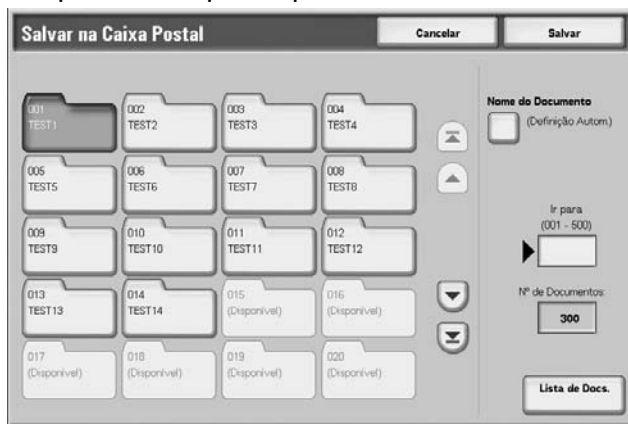 Salvar na Caixa Postal
Cancelar
Salvar
001
TEST1
002
TEST2
003
TEST3
004
TEST4
005
TEST5
006
TEST6
007
TEST7
008
TEST8
009
TEST9
010
TEST10
011
TEST11
012
TEST12
013
TEST13
014
TEST14
015
(Disponível)
016
(Disponível)
017
(Disponível)
018
(Disponível)
019
(Disponível)
020
(Disponível)
Nome do Documento
(Definição Autom.)
Ir para
(001 - 500)
Nº de Documentos:
300
Lista de Docs.